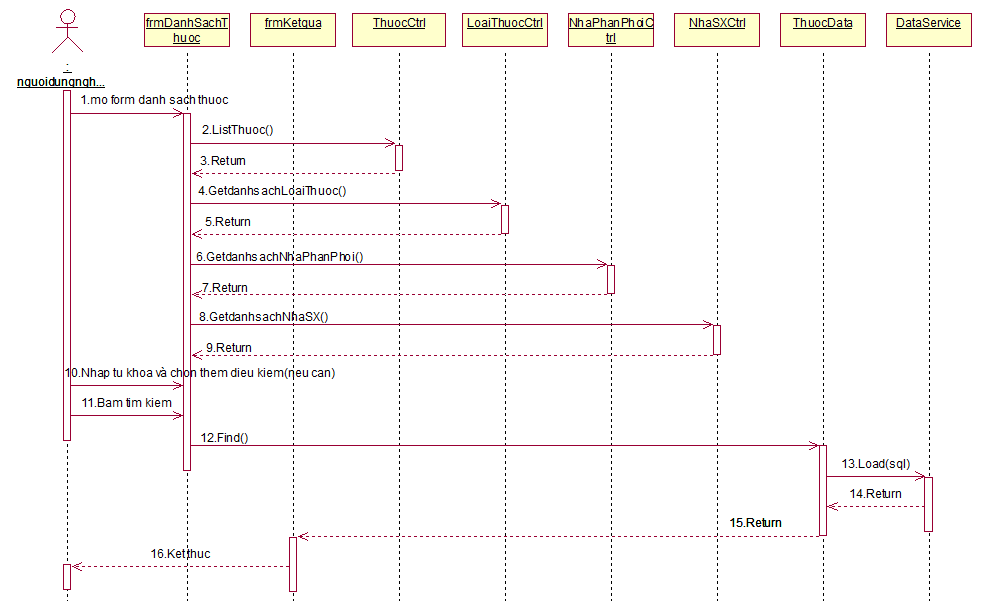 frmDanhSachT
huoc
frmKetqua
ThuocCtrl
LoaiThuocCtrl
NhaPhanPhoiC
trl
NhaSXCtrl
ThuocData
DataService
:
nguoidungngh...
1.mo form danh sach thuoc
2.ListThuoc()
3.Return
4.GetdanhsachLoaiThuoc()
5.Return
6.GetdanhsachNhaPhanPhoi()
7.Return
8.GetdanhsachNhaSX()
9.Return
10.Nhap tu khoa và chon them dieu kiem(neu can)
11.Bam tim kiem
12.Find()
13.Load(sql)
14.Return
15.Return
16.Ket thuc